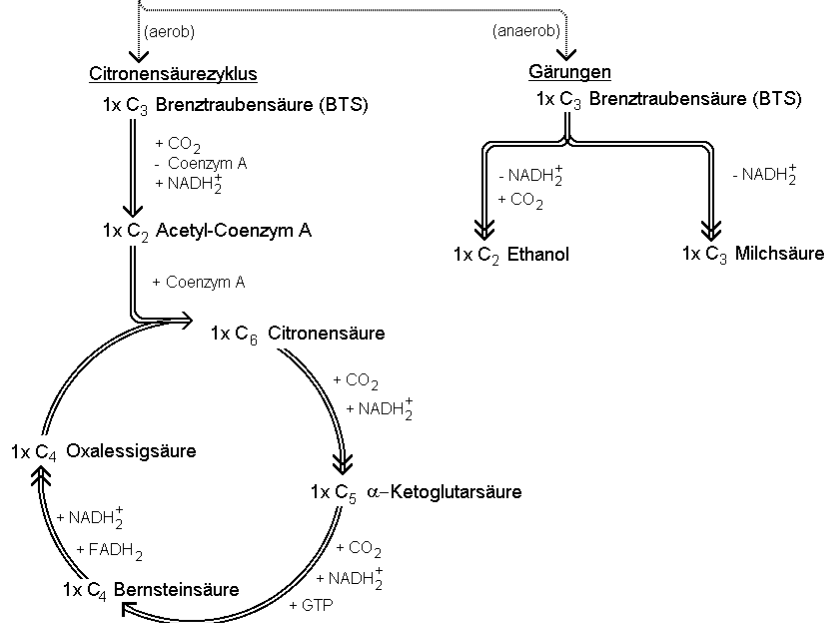 (aerob)
(anaerob)
Citronensäurezyklus
Gärungen
1x C₃ Brenztraubensäure (BTS)
1x C₃ Brenztraubensäure (BTS)
+ CO₂
- Coenzym A
+ NADH₂⁺
- NADH₂⁺
+ CO₂
- NADH₂⁺
1x C₂ Acetyl-Coenzym A
1x C₂ Ethanol
1x C₃ Milchsäure
+ Coenzym A
1x C₆ Citronensäure
+ CO₂
+ NADH₂⁺
1x C₄ Oxalessigsäure
1x C₅ α–Ketoglutarsäure
+ NADH₂⁺
+ FADH₂
+ CO₂
+ NADH₂⁺
+ GTP
1x C₄ Bernsteinsäure